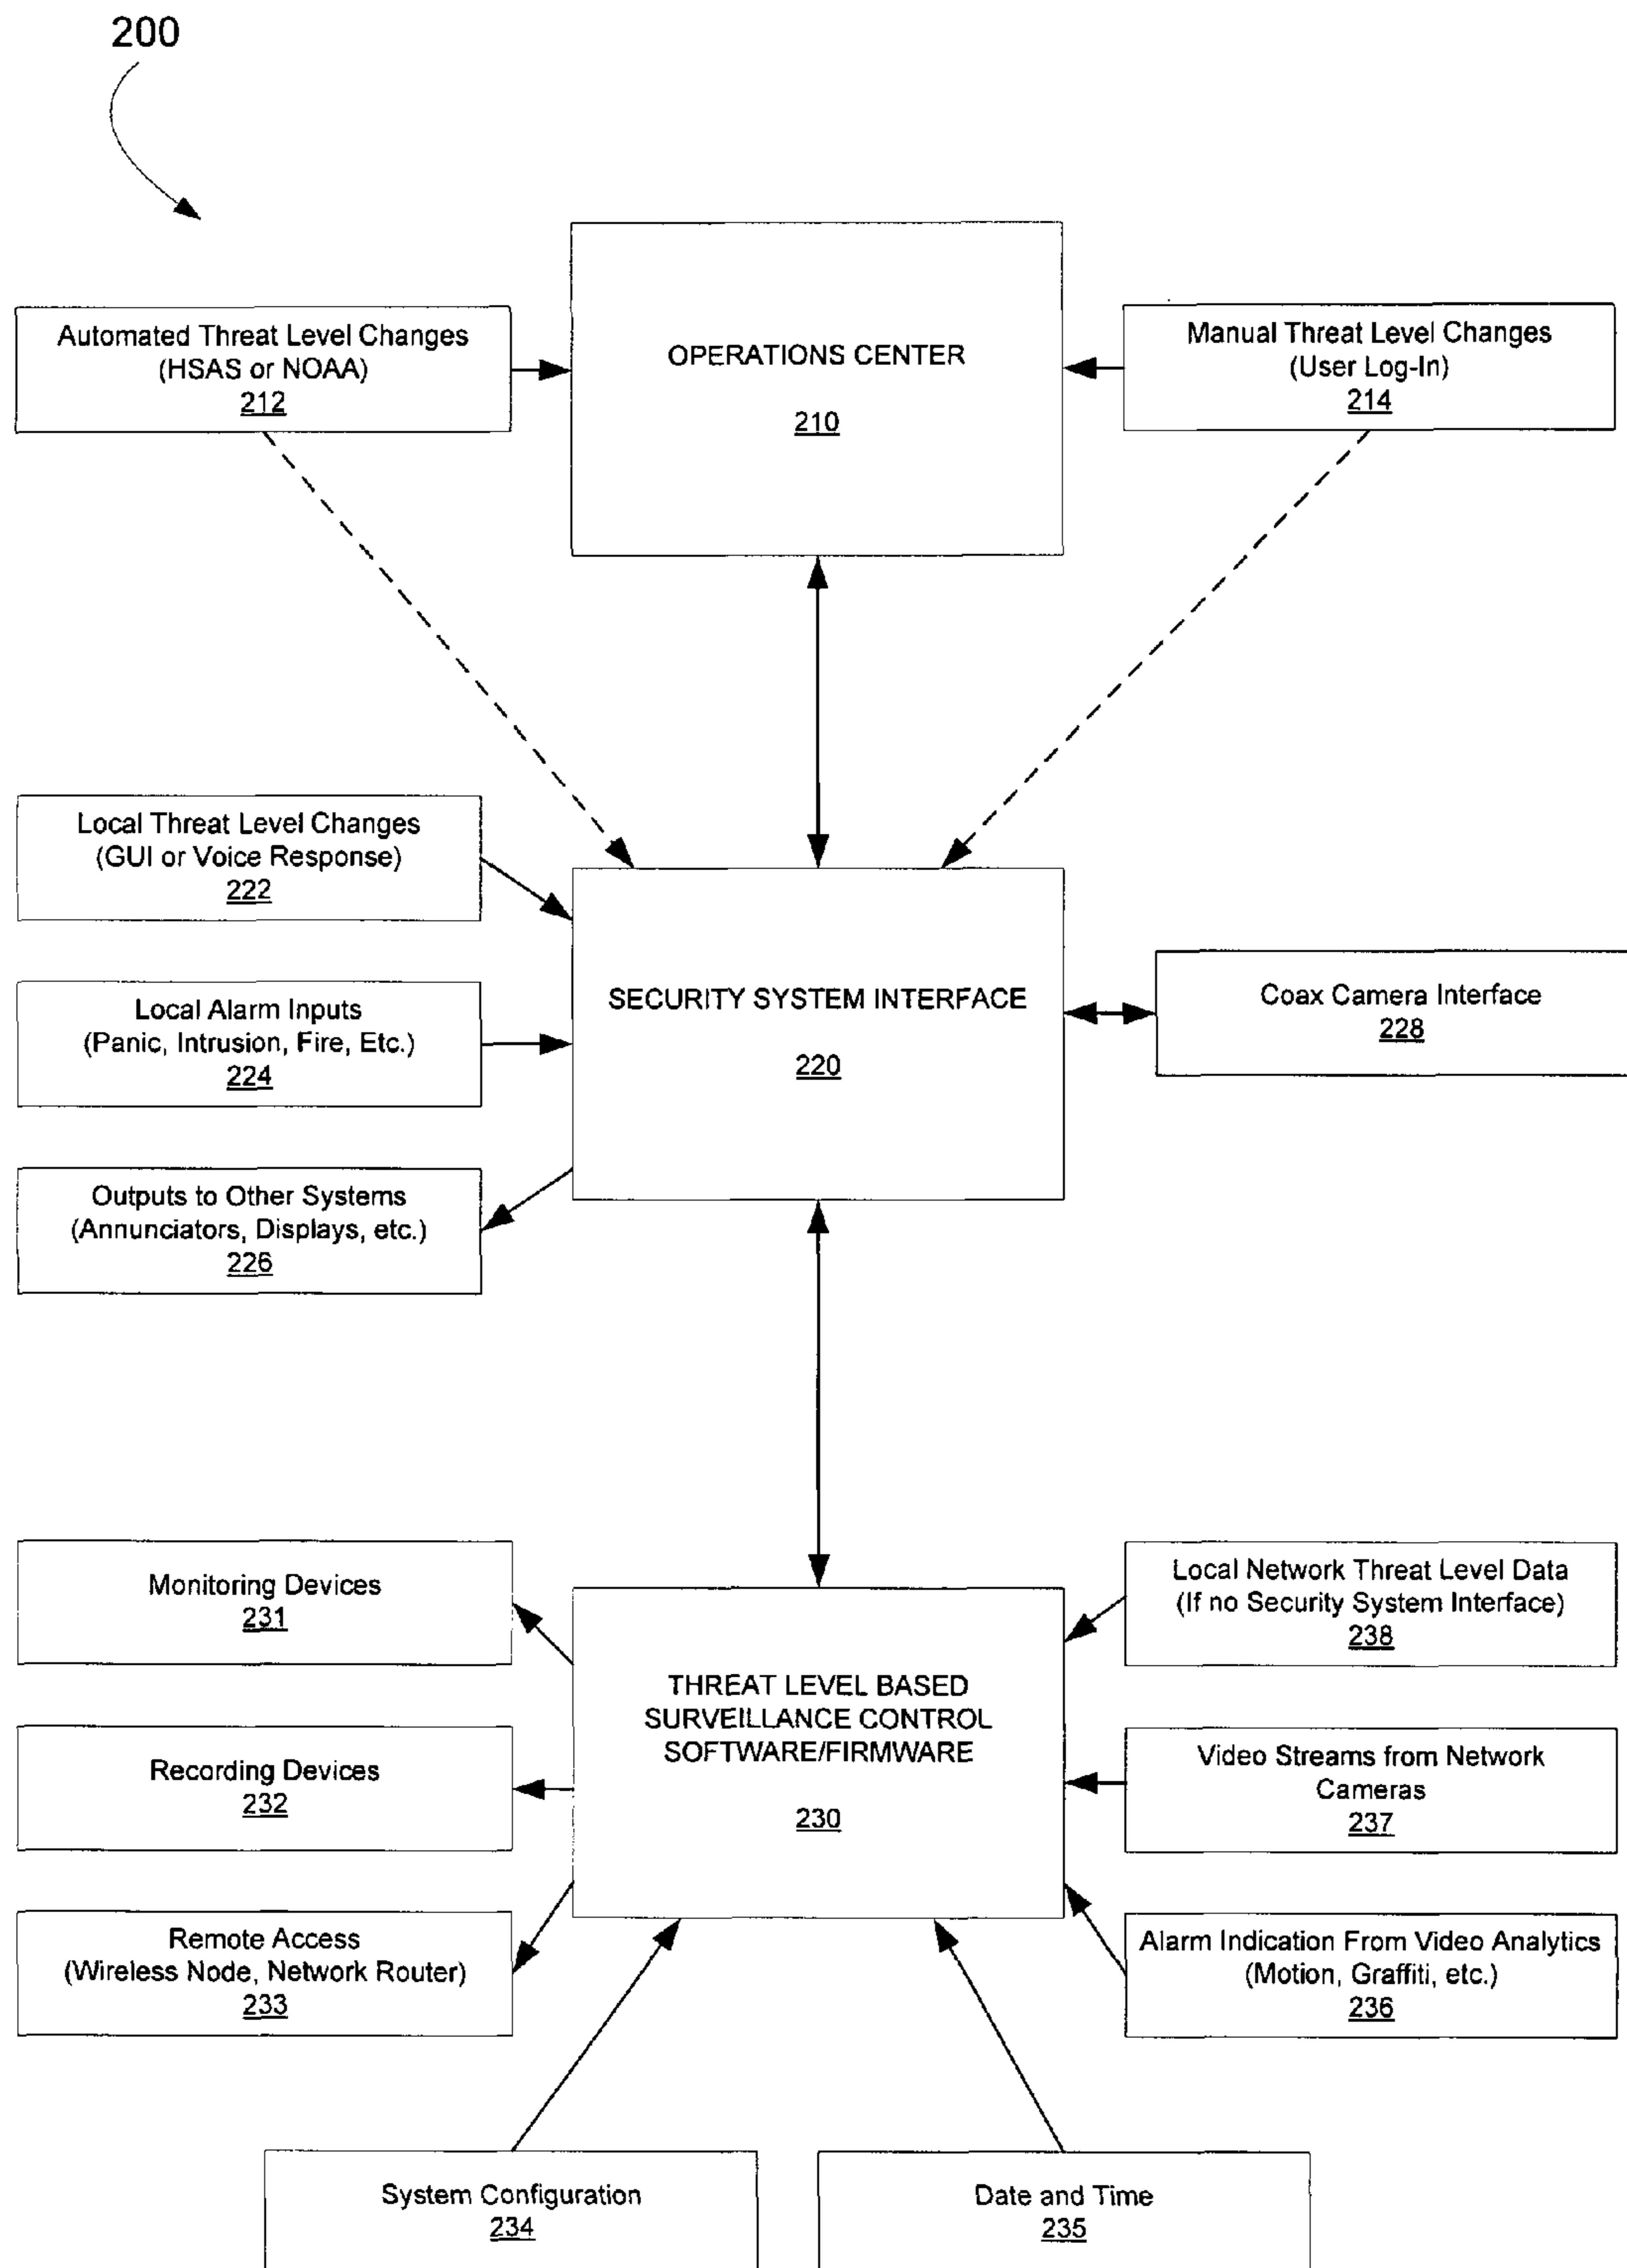 200
Automated Threat Level Changes
(HSAS or NOAA)
212
OPERATIONS CENTER
210
Manual Threat Level Changes
(User Log-In)
214
Local Threat Level Changes
(GUI or Voice Response)
222
Local Alarm Inputs
(Panic, Intrusion, Fire, Etc.)
224
Outputs to Other Systems
(Annunciators, Displays, etc.)
226
SECURITY SYSTEM INTERFACE
220
Coax Camera Interface
228
Monitoring Devices
231
Recording Devices
232
Remote Access
(Wireless Node, Network Router)
233
THREAT LEVEL BASED
SURVEILLANCE CONTROL
SOFTWARE/FIRMWARE
230
Local Network Threat Level Data
(If no Security System Interface)
238
Video Streams from Network
Cameras
237
Alarm Indication From Video Analytics
(Motion, Graffiti, etc.)
236
System Configuration
234
Date and Time
235